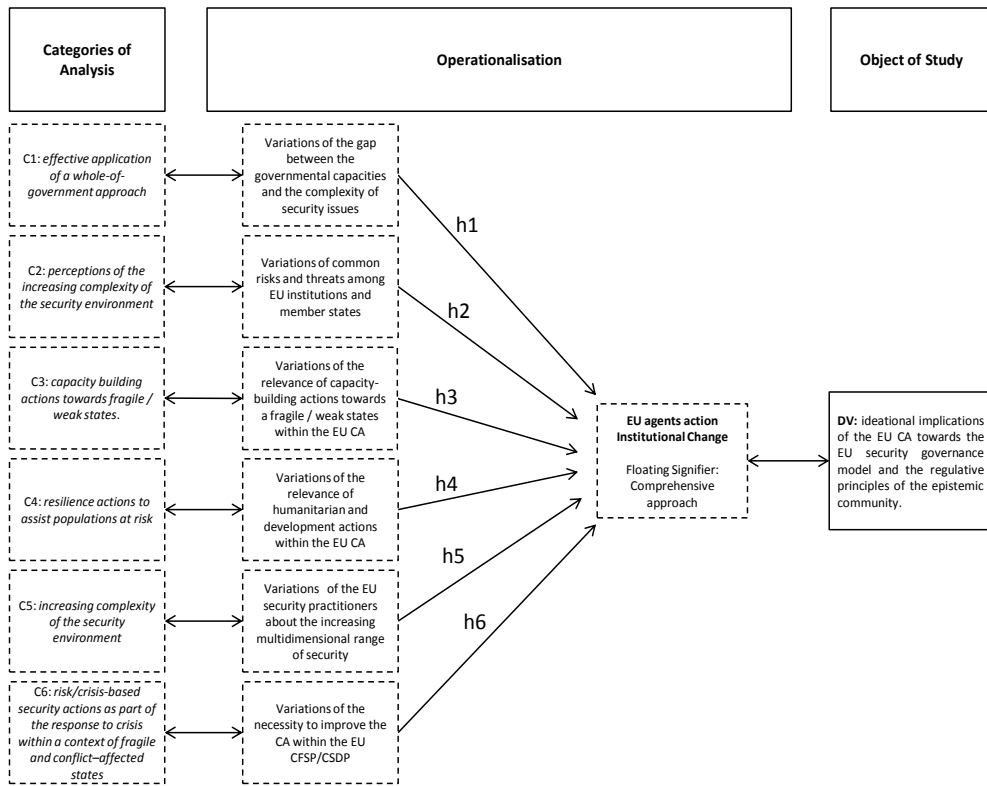 Categories of
Analysis
Operationalisation
Object of Study
C1: effective application
of a whole-of-
government approach
Variations of the gap
between the
governmental capacities
and the complexity of
security issues
h1
C2: perceptions of the
increasing complexity of
the security environment
Variations of common
risks and threats among
EU institutions and
member states
h2
C3: capacity building
actions towards fragile /
weak states.
Variations of the
relevance of capacity-
building actions towards
a fragile / weak states
within the EU CA
h3
C4: resilience actions to
assist populations at risk
Variations of the
relevance of
humanitarian and
development actions
within the EU CA
h4
C5: increasing complexity
of the security
environment
Variations of the EU
security practitioners
about the increasing
multidimensional range
of security
h5
C6: risk/crisis-based
security actions as part of
the response to crisis
within a context of fragile
and conflict–affected
states
Variations of the
necessity to improve the
CA within the EU
CFSP/CSDP
h6
EU agents action
Institutional Change
Floating Signifier:
Comprehensive
approach
DV: ideational implications
of the EU CA towards the
EU security governance
model and the regulative
principles of the epistemic
community.